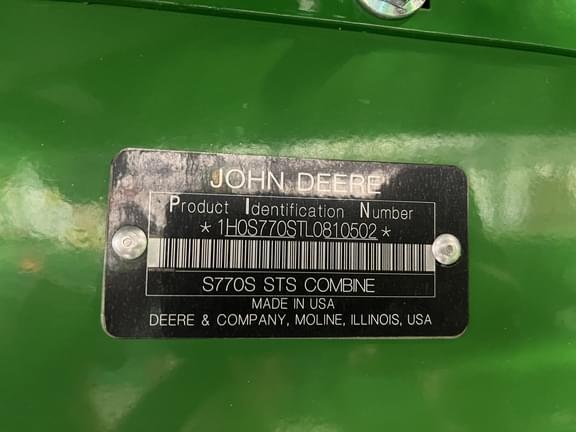 JOHN DEERE
Product Identification Number
*1H0S770STL0810502*
S770S STS COMBINE
MADE IN USA
DEERE & COMPANY, MOLINE, ILLINOIS, USA